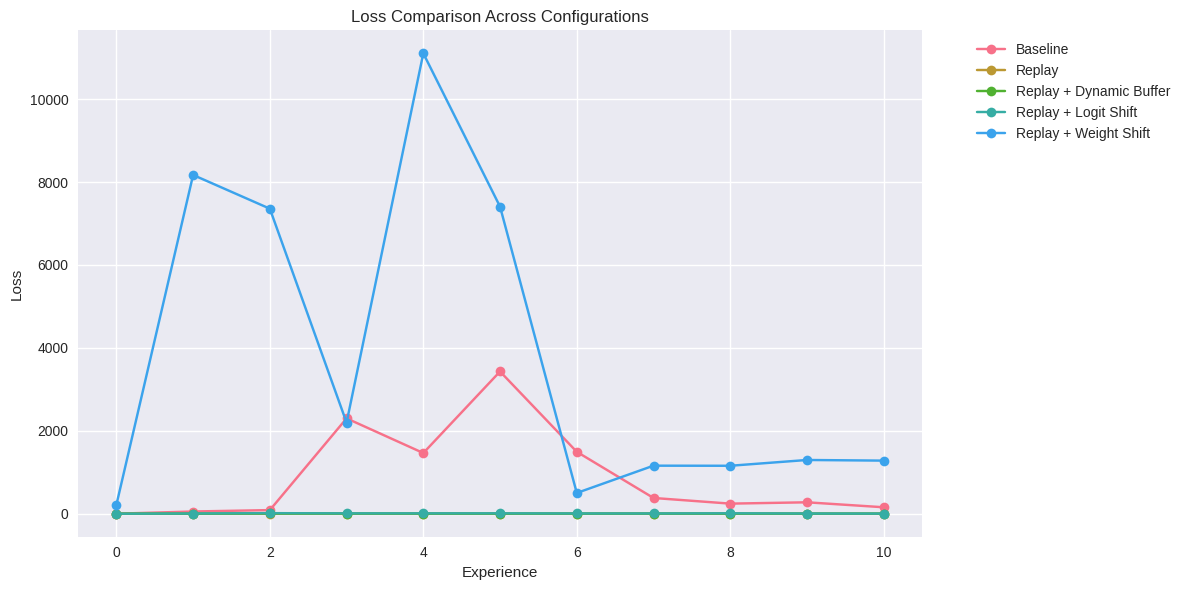 Loss Comparison Across Configurations
Baseline
Replay
Replay + Dynamic Buffer
Replay + Logit Shift
Replay + Weight Shift
Loss
10000
8000
6000
4000
2000
0
0 2 4 6 8 10
Experience